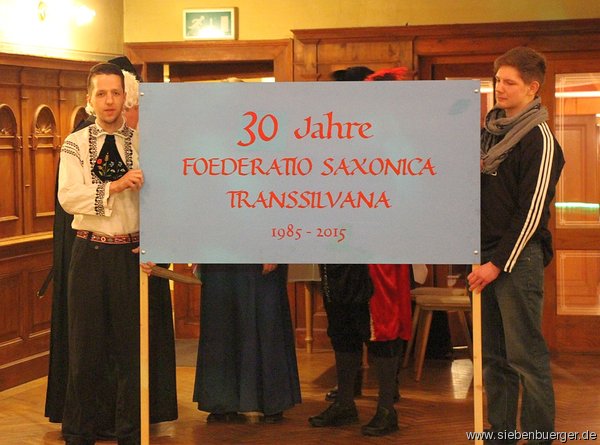 30 Jahre
FOEDERATIO SAXONICA
TRANSSILVANA
1985 - 2015
www.siebenbuerger.de